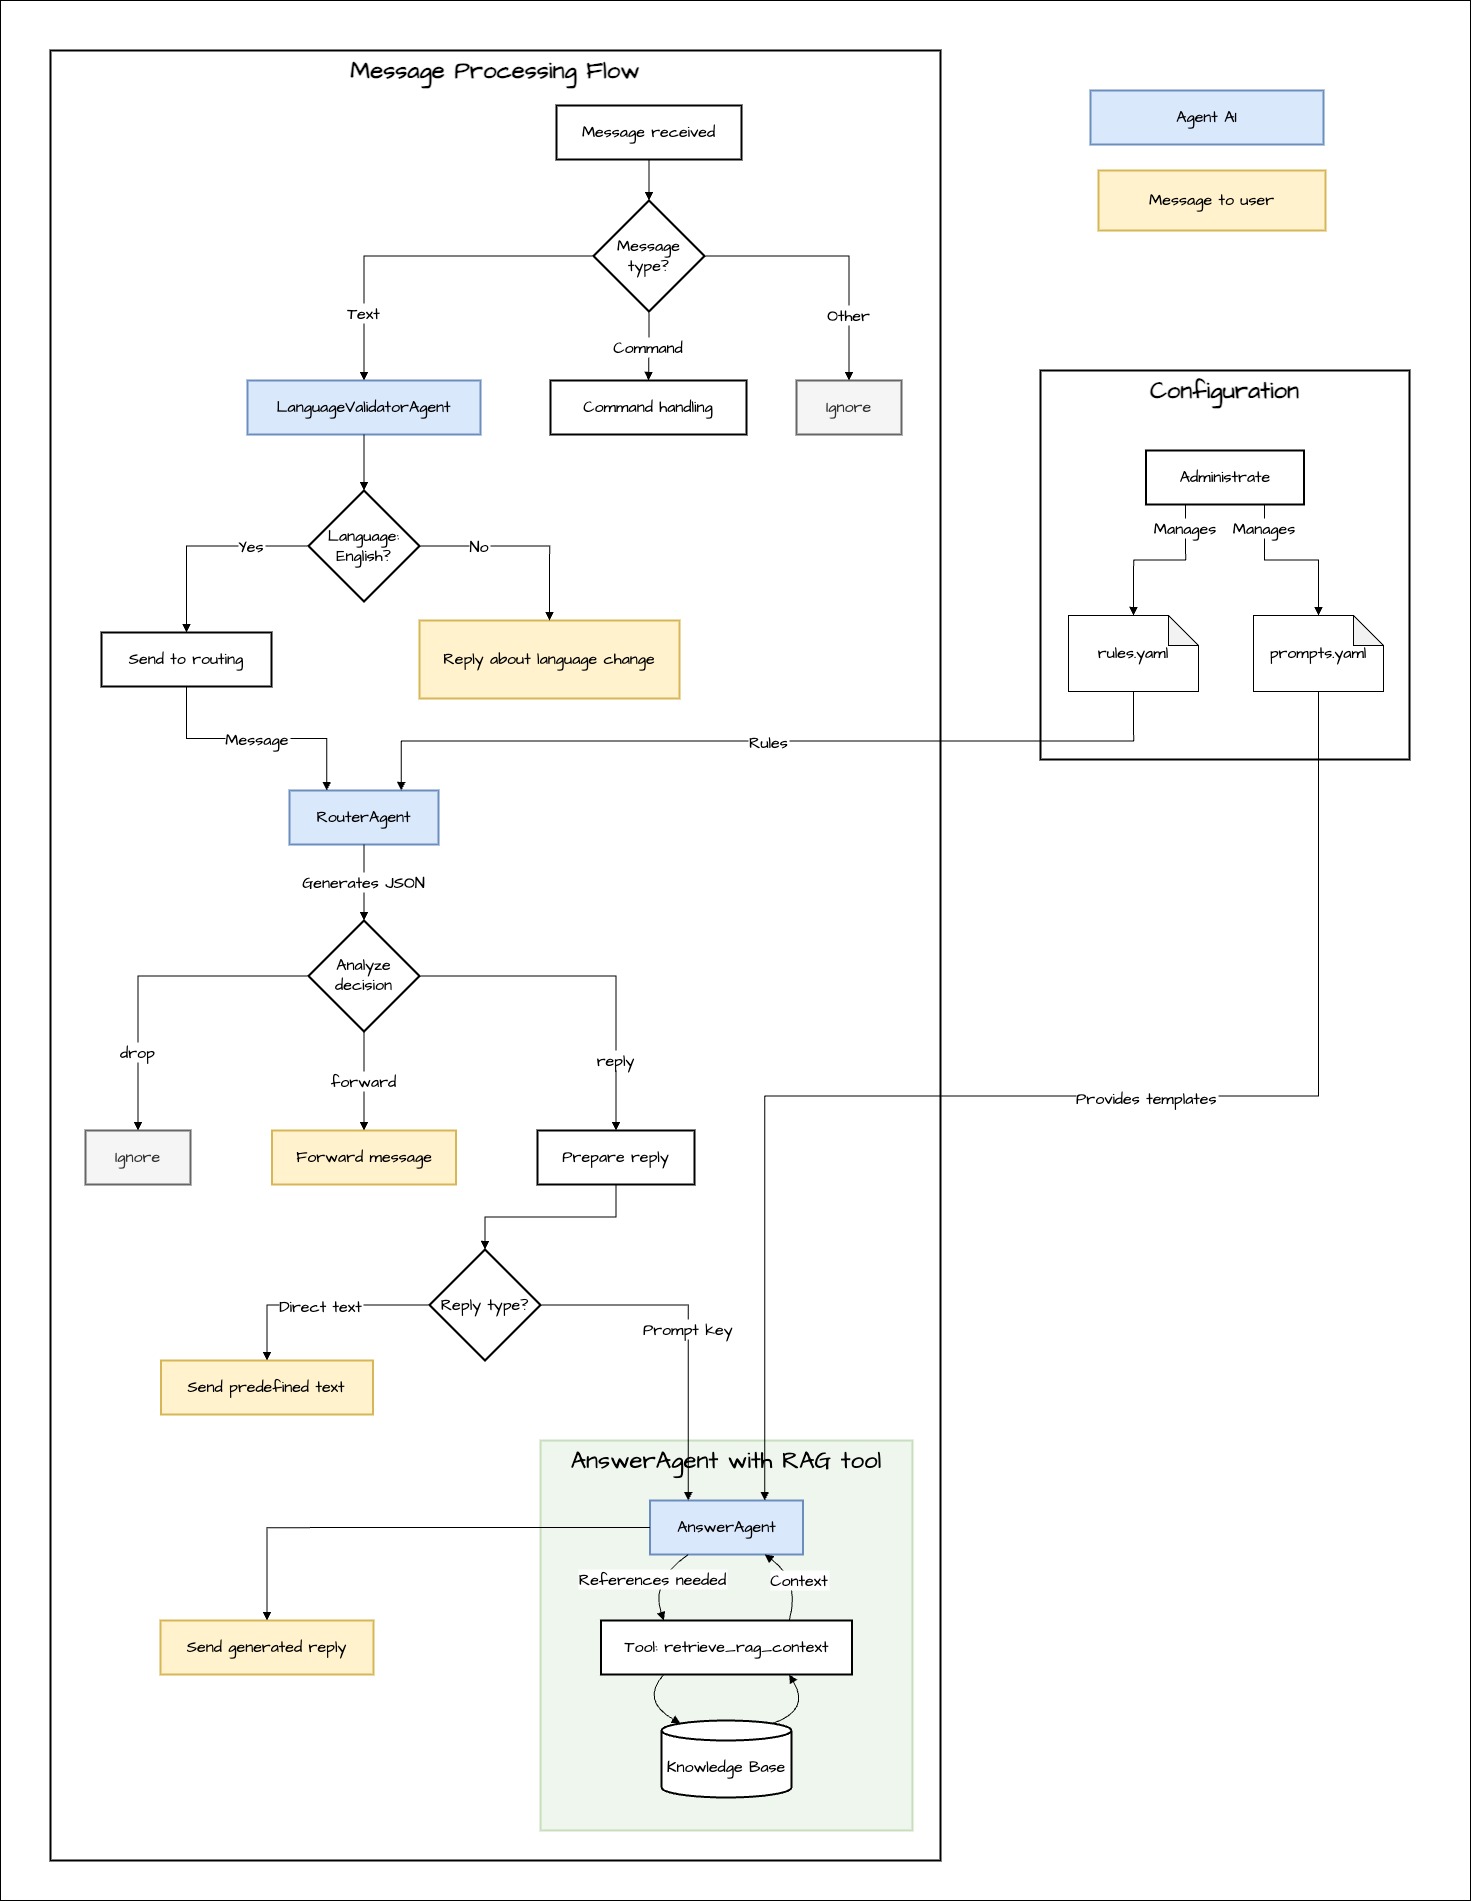 Message Processing Flow
Message received
Agent AI
Message to user
Message
type?
Text
Command
Other
LanguageValidatorAgent
Command handling
Ignore
Configuration
Administrate
Manages
Manages
rules.yaml
prompts.yaml
Language:
English?
Yes
No
Send to routing
Reply about language change
Message
Rules
RouterAgent
Generates JSON
Analyze
decision
drop
forward
reply
Provides templates
Ignore
Forward message
Prepare reply
Reply type?
Direct text
Prompt key
Send predefined text
AnswerAgent with RAG tool
AnswerAgent
References needed
Context
Send generated reply
Tool: retrieve_rag_context
Knowledge Base